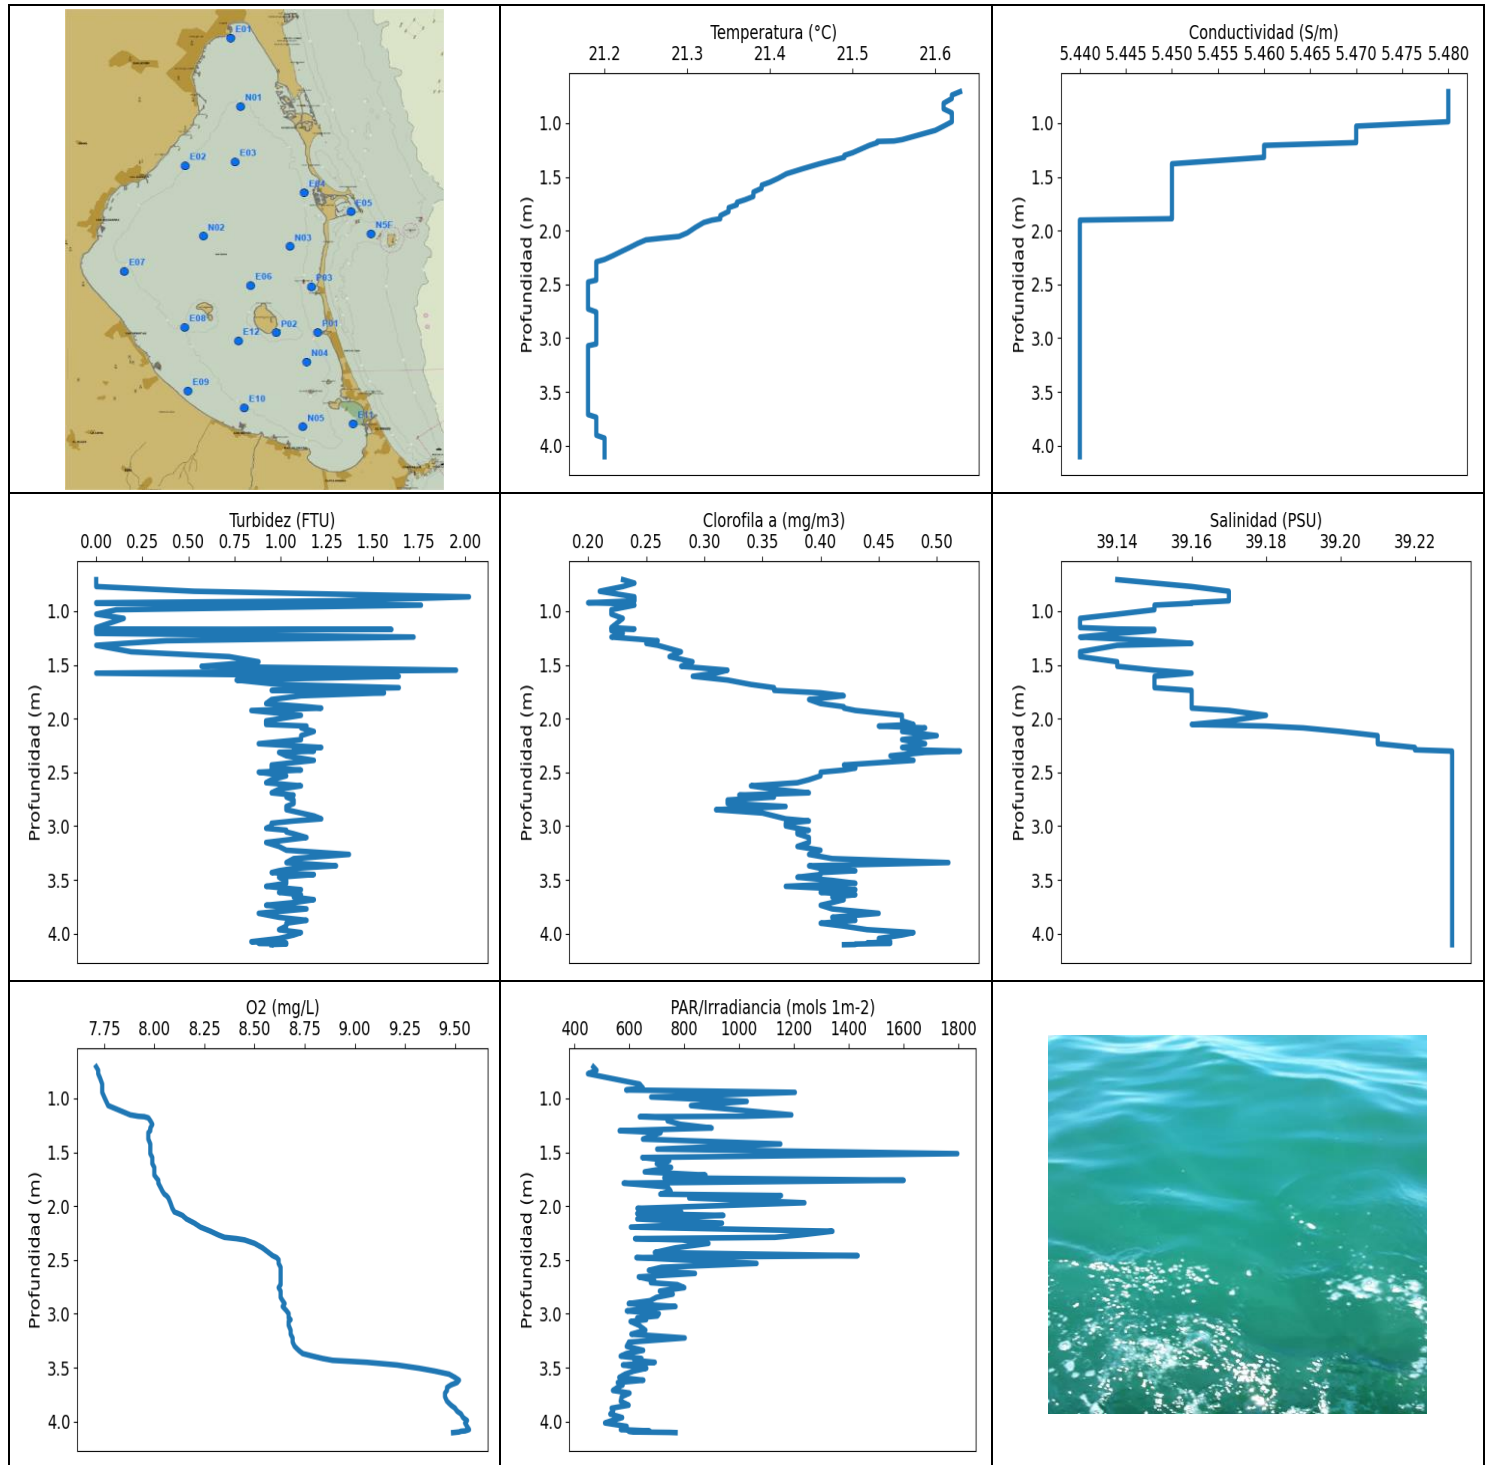 E01
N01
E02
E03
E04
E05
N5F
N02
N03
E07
E06
P03
E08
E12
P02
P01
N04
E09
E10
N05
E11
Temperatura (°C)
21.2 21.3 21.4 21.5 21.6
Profundidad (m)
1.0
1.5
2.0
2.5
3.0
3.5
4.0
Conductividad (S/m)
5.440 5.445 5.450 5.455 5.460 5.465 5.470 5.475 5.480
Profundidad (m)
1.0
1.5
2.0
2.5
3.0
3.5
4.0
Turbidez (FTU)
0.00 0.25 0.50 0.75 1.00 1.25 1.50 1.75 2.00
Profundidad (m)
1.0
1.5
2.0
2.5
3.0
3.5
4.0
Clorofila a (mg/m3)
0.20 0.25 0.30 0.35 0.40 0.45 0.50
Profundidad (m)
1.0
1.5
2.0
2.5
3.0
3.5
4.0
Salinidad (PSU)
39.14 39.16 39.18 39.20 39.22
Profundidad (m)
1.0
1.5
2.0
2.5
3.0
3.5
4.0
O2 (mg/L)
7.75 8.00 8.25 8.50 8.75 9.00 9.25 9.50
Profundidad (m)
1.0
1.5
2.0
2.5
3.0
3.5
4.0
PAR/Irradiancia (mols 1m-2)
400 600 800 1000 1200 1400 1600 1800
Profundidad (m)
1.0
1.5
2.0
2.5
3.0
3.5
4.0